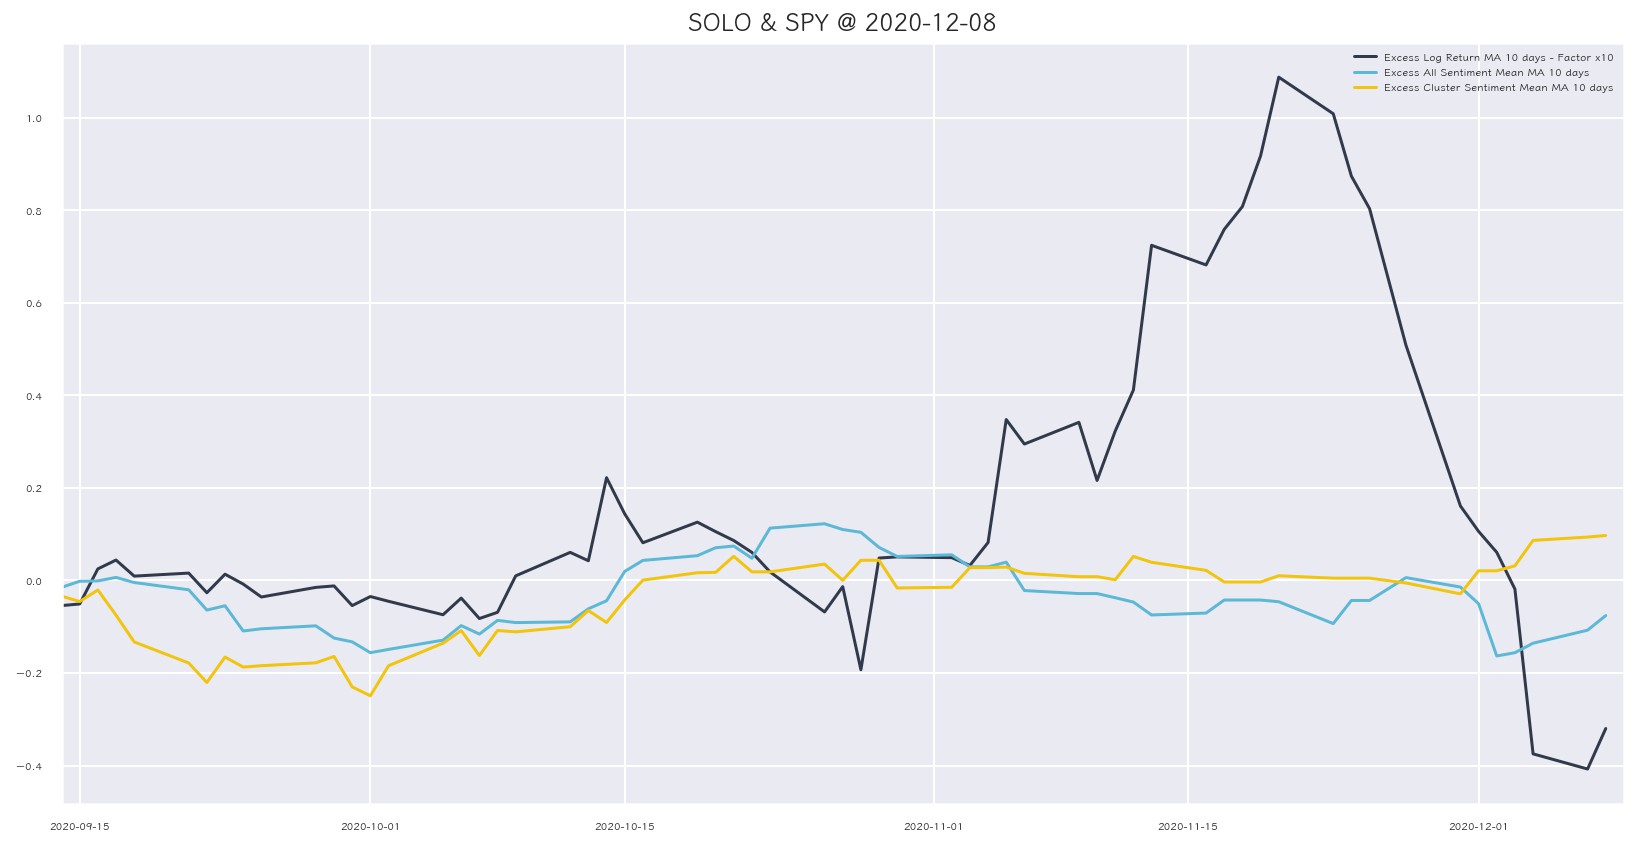 SOLO & SPY @ 2020-12-08
Excess Log Return MA 10 days - Factor x10
Excess All Sentiment Mean MA 10 days
Excess Cluster Sentiment Mean MA 10 days
1.0
0.8
0.6
0.4
0.2
0.0
−0.2
−0.4
2020-09-15 2020-10-01 2020-10-15 2020-11-01 2020-11-15 2020-12-01